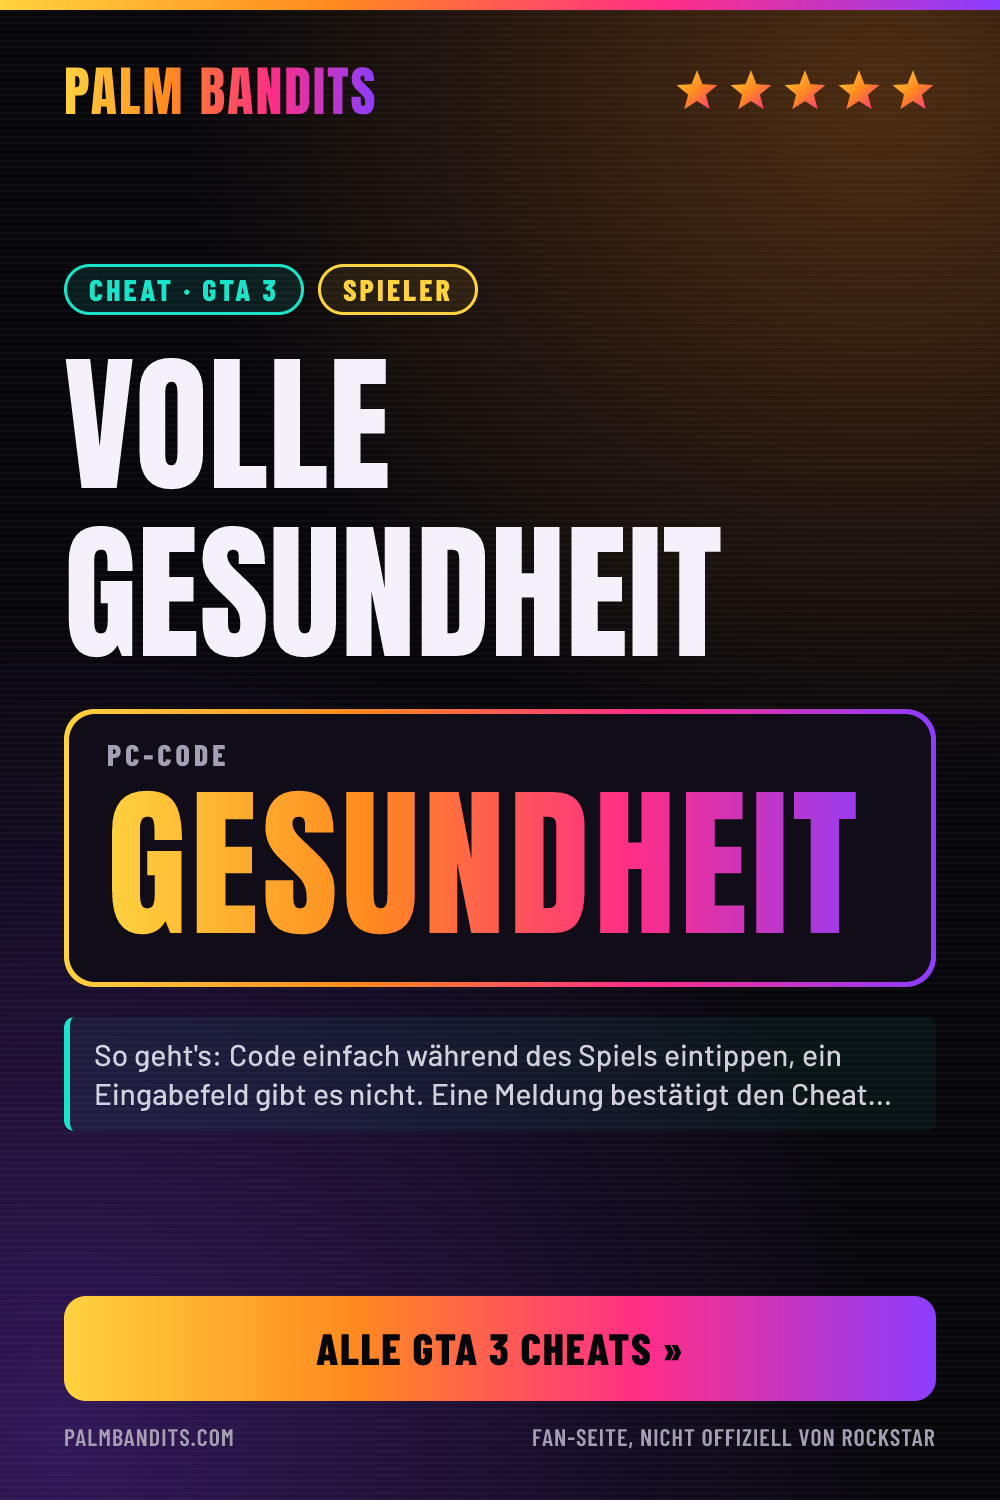 PALM BANDITS
CHEAT · GTA 3
SPIELER
VOLLE
GESUNDHEIT
PC-CODE
GESUNDHEIT
So geht's: Code einfach während des Spiels eintippen, ein
Eingabefeld gibt es nicht. Eine Meldung bestätigt den Cheat...
ALLE GTA 3 CHEATS »
PALMBANDITS.COM
FAN-SEITE, NICHT OFFIZIELL VON ROCKSTAR